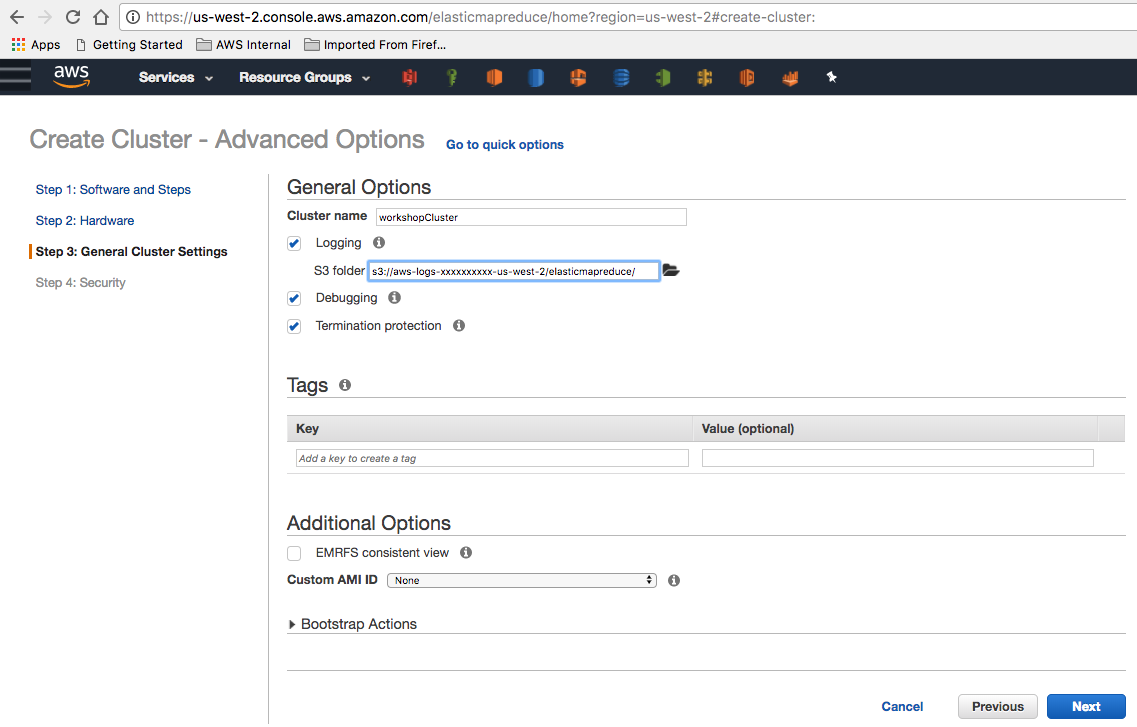 https://us-west-2.console.aws.amazon.com/elasticmapreduce/home?region=us-west-2#create-cluster:
Apps Getting Started AWS Internal Imported From Firef...
aws Services Resource Groups
Create Cluster - Advanced Options Go to quick options
Step 1: Software and Steps
Step 2: Hardware
Step 3: General Cluster Settings
Step 4: Security
General Options
Cluster name workshopCluster
Logging
S3 folder s3://aws-logs-xxxxxxxxxx-us-west-2/elasticmapreduce/
Debugging
Termination protection
Tags
Key Value (optional)
Add a key to create a tag
Additional Options
EMRFS consistent view
Custom AMI ID None
Bootstrap Actions
Cancel Previous Next